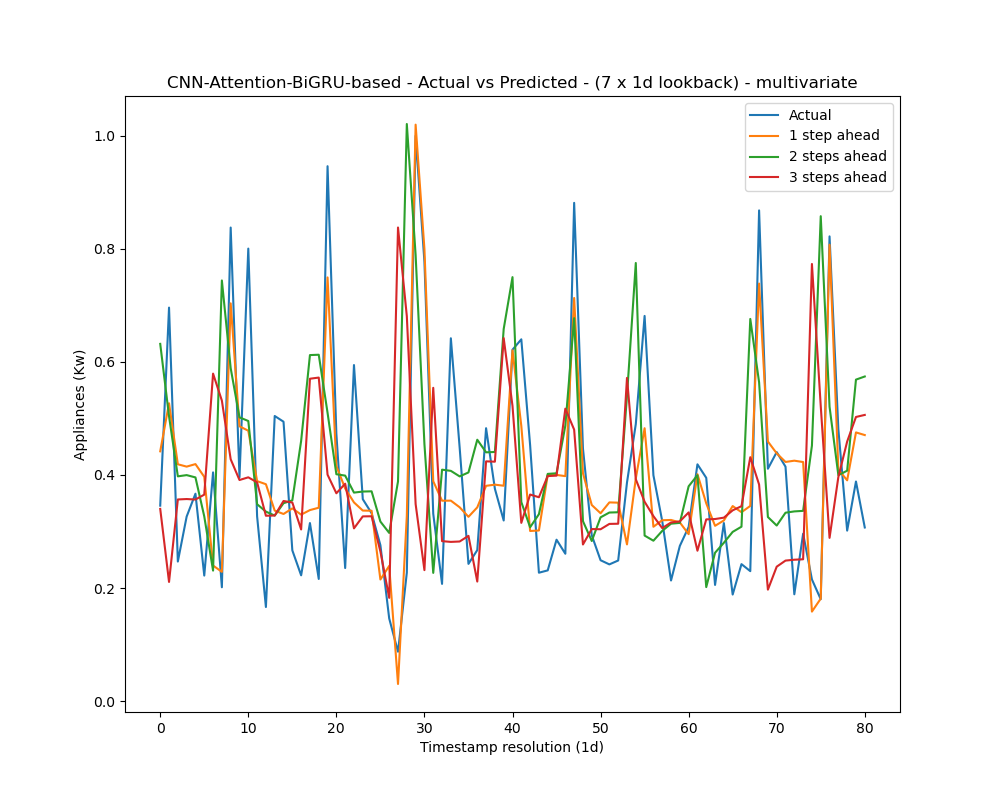 CNN-Attention-BiGRU-based - Actual vs Predicted - (7 x 1d lookback) - multivariate
Actual
1 step ahead
2 steps ahead
3 steps ahead
1.0
0.8
0.6
0.4
0.2
0.0
Appliances (Kw)
0 10 20 30 40 50 60 70 80
Timestamp resolution (1d)